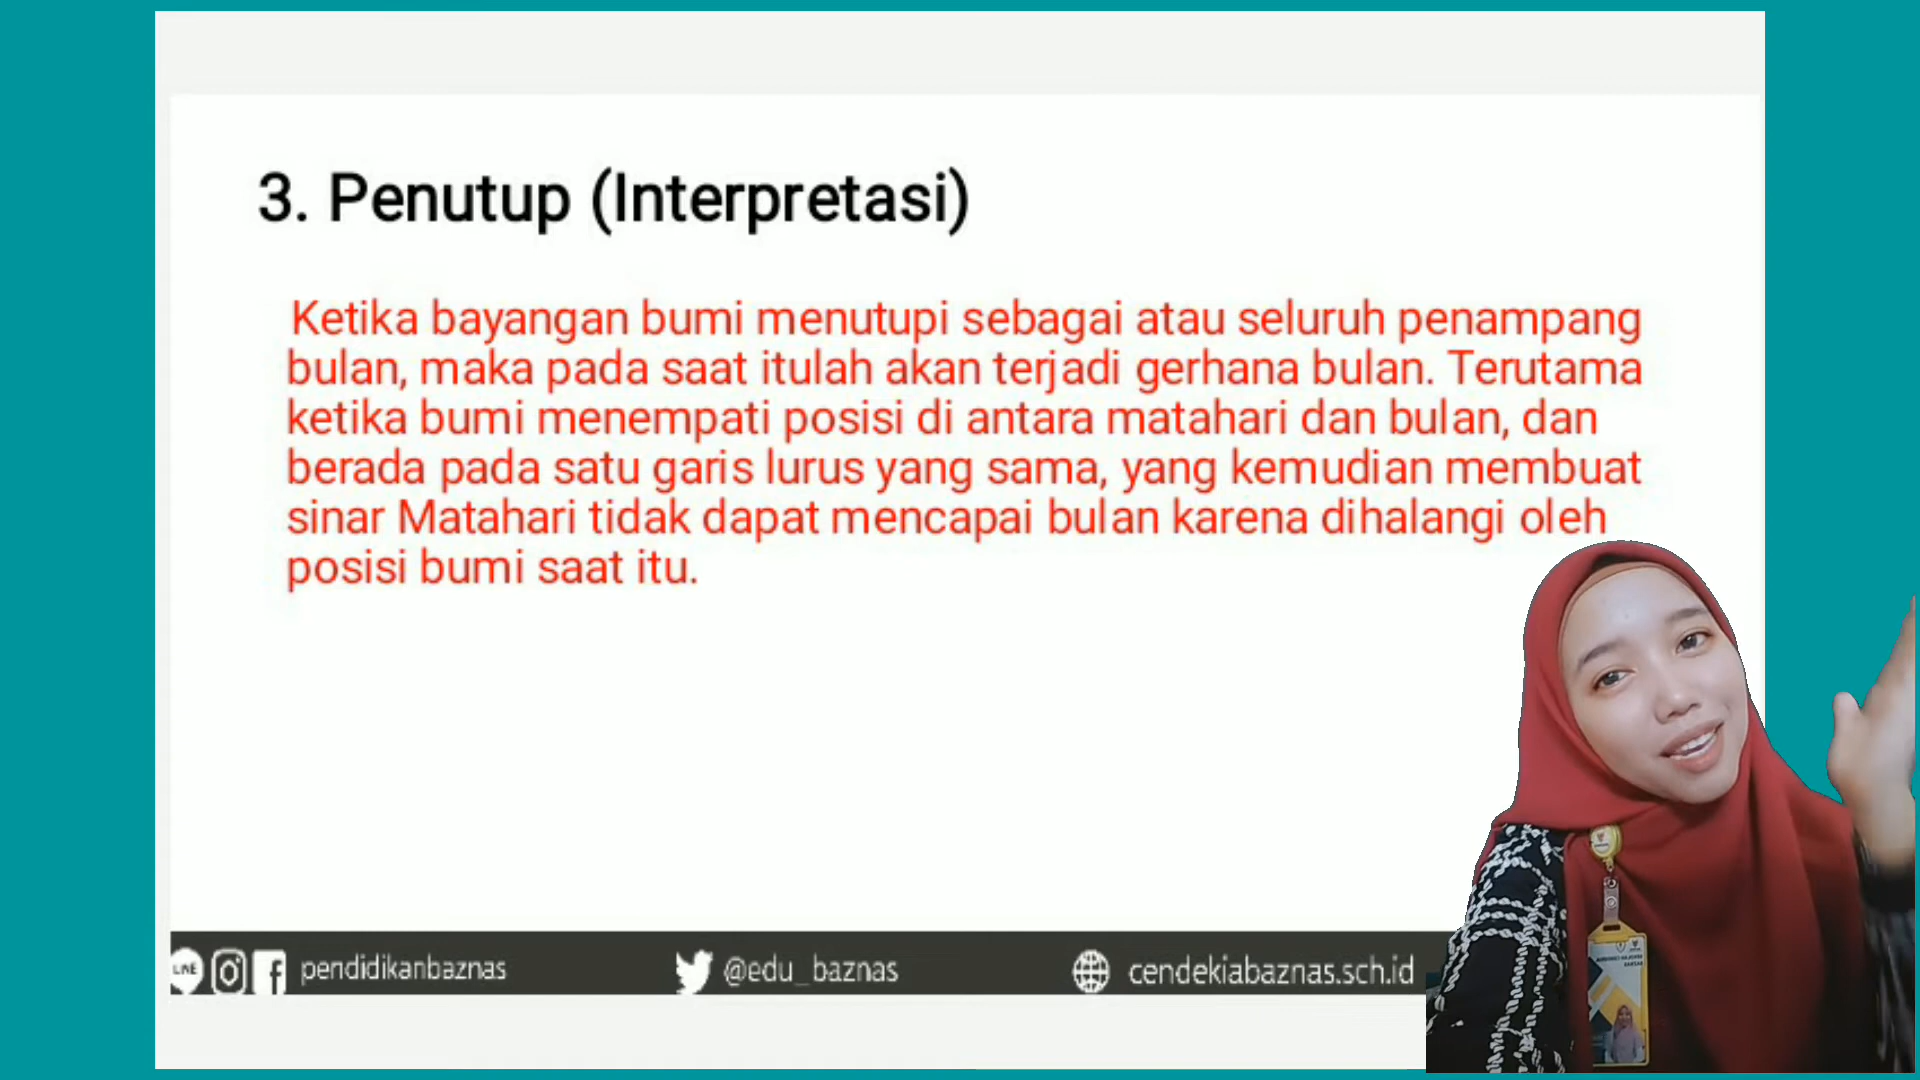 3. Penutup (Interpretasi)
Ketika bayangan bumi menutupi sebagai atau seluruh penampang
bulan, maka pada saat itulah akan terjadi gerhana bulan. Terutama
ketika bumi menempati posisi di antara matahari dan bulan, dan
berada pada satu garis lurus yang sama, yang kemudian membuat
sinar Matahari tidak dapat mencapai bulan karena dihalangi oleh
posisi bumi saat itu.
LINE pendidikanbaznas @edu_baznas cendekiabaznas.sch.id